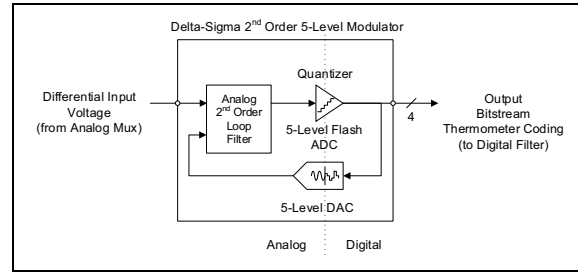 Delta-Sigma 2nd Order 5-Level Modulator
Quantizer
Differential Input
Voltage
(from Analog Mux)
Analog
2nd Order
Loop
Filter
4
Output
Bitstream
Thermometer Coding
(to Digital Filter)
5-Level Flash
ADC
5-Level DAC
Analog
Digital